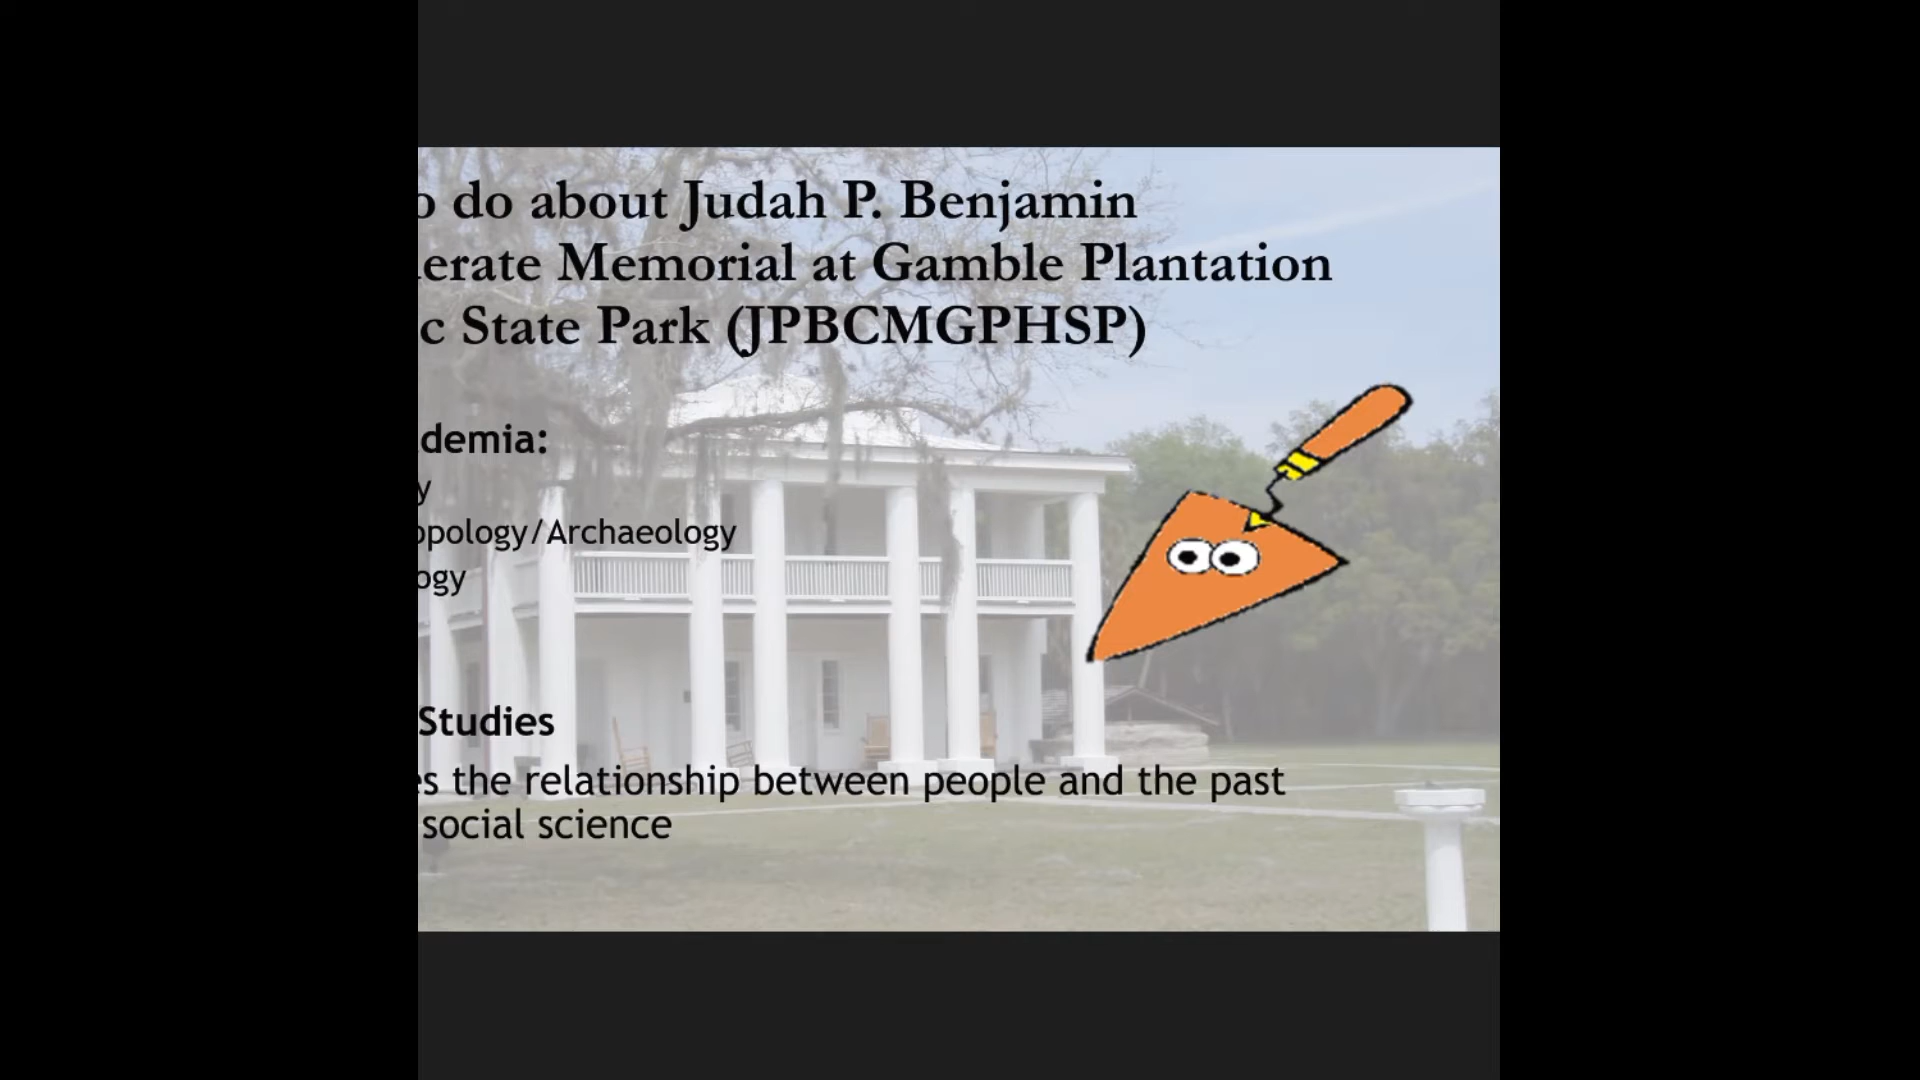 do about Judah P. Benjamin
erate Memorial at Gamble Plantation
c State Park (JPBCMGPHSP)
demia:
y
opology/Archaeology
ogy
Studies
es the relationship between people and the past
social science